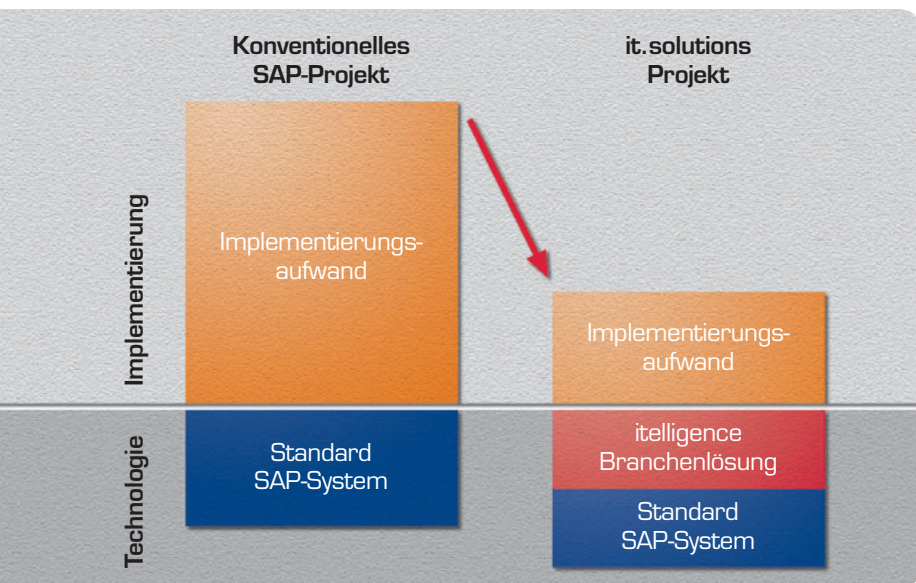 Konventionelles
SAP-Projekt
it.solutions
Projekt
Implementierung
Implementierungs-
aufwand
Implementierungs-
aufwand
Technologie
Standard
SAP-System
itelligence
Branchenlösung
Standard
SAP-System